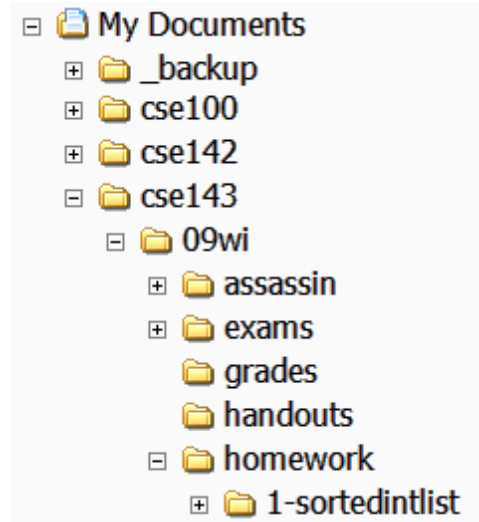 My Documents
_backup
cse100
cse142
cse143
09wi
assassin
exams
grades
handouts
homework
1-sortedintlist